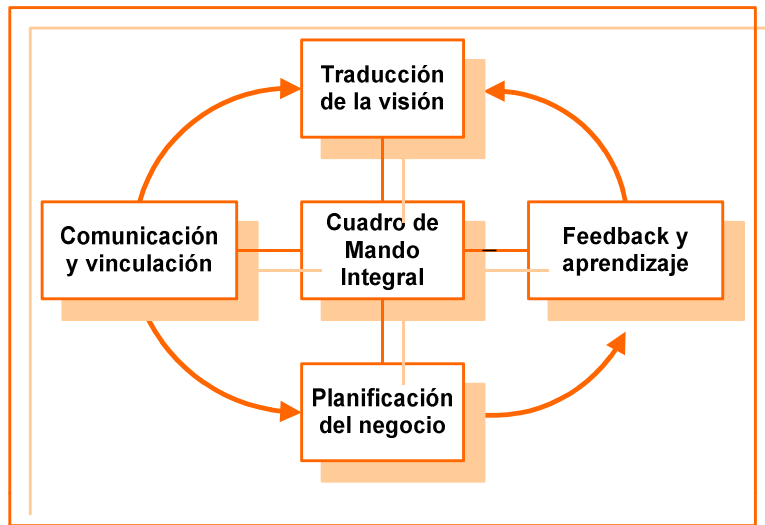 Traducción
de la visión
Comunicación
y vinculación
Cuadro de
Mando
Integral
Feedback y
aprendizaje
Planificación
del negocio